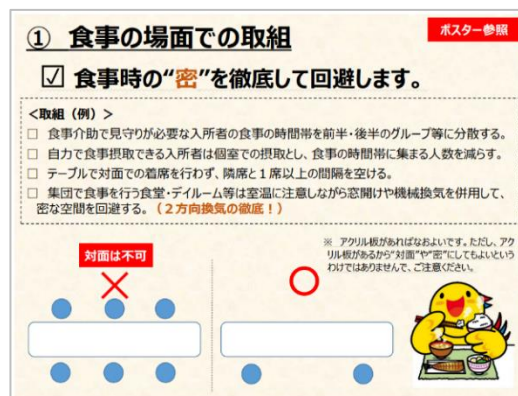 ① 食事の場面での取組
ポスター参照
☑ 食事時の“密”を徹底して回避します。
＜取組（例）＞
□ 食事介助で見守りが必要な入所者の食事の時間帯を前半・後半のグループ等に分散する。
□ 自力で食事摂取できる入所者は個室での摂取とし、食事の時間帯に集まる人数を減らす。
□ テーブルで対面での着席を行わず、隣席と１席以上の間隔を空ける。
□ 集団で食事を行う食堂・デイルーム等は室温に注意しながら窓開けや機械換気を併用して、
密な空間を回避する。（２方向換気の徹底！）
対面は不可
※ アクリル板があればなおよいです。ただし、アク
リル板があるから“対面”や“密”にしてもよいという
わけではありませんで、ご注意ください。